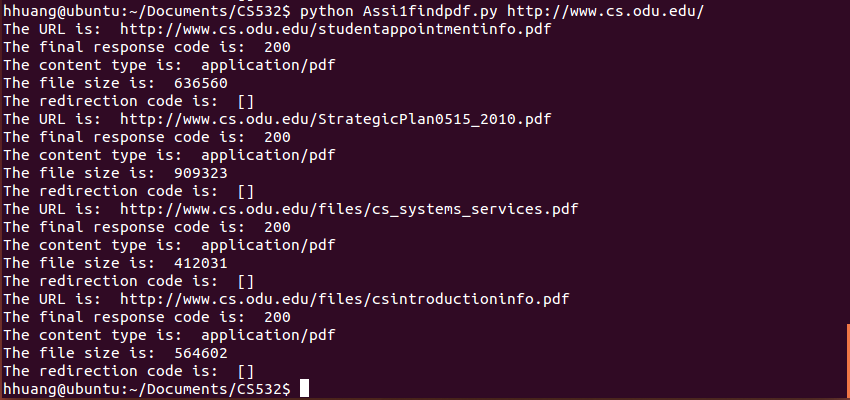 hhuang@ubuntu:~/Documents/CS532$ python Assi1findpdf.py http://www.cs.odu.edu/
The URL is:  http://www.cs.odu.edu/studentappointmentinfo.pdf
The final response code is:  200
The content type is:  application/pdf
The file size is:  636560
The redirection code is:  []
The URL is:  http://www.cs.odu.edu/StrategicPlan0515_2010.pdf
The final response code is:  200
The content type is:  application/pdf
The file size is:  909323
The redirection code is:  []
The URL is:  http://www.cs.odu.edu/files/cs_systems_services.pdf
The final response code is:  200
The content type is:  application/pdf
The file size is:  412031
The redirection code is:  []
The URL is:  http://www.cs.odu.edu/files/csintroductioninfo.pdf
The final response code is:  200
The content type is:  application/pdf
The file size is:  564602
The redirection code is:  []
hhuang@ubuntu:~/Documents/CS532$